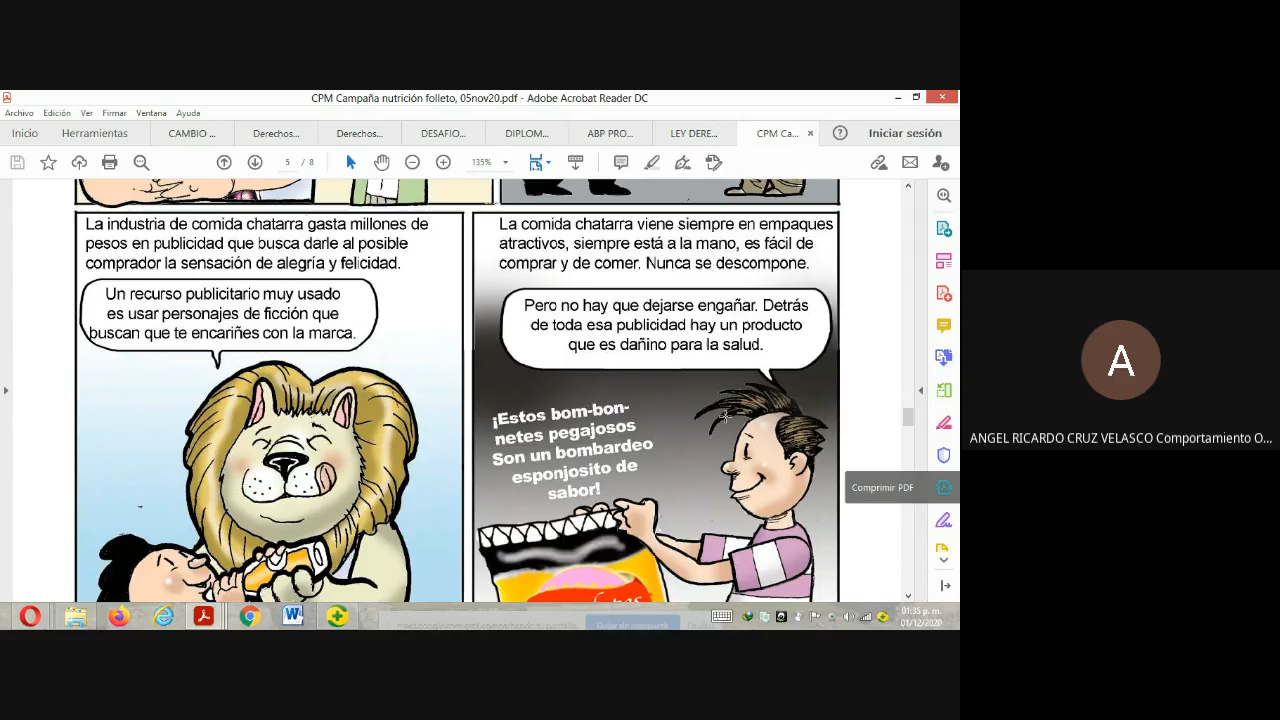 CPM Campaña nutrición folleto, 05nov20.pdf - Adobe Acrobat Reader DC
Archivo Edición Ver Firmar Ventana Ayuda
Inicio Herramientas CAMBIO ... Derechos... Derechos... DESAFIO... DIPLOM... ABP PRO... LEY DERE... CPM Ca... × Iniciar sesión
5 / 8 135%
La industria de comida chatarra gasta millones de
pesos en publicidad que busca darle al posible
comprador la sensación de alegría y felicidad.
Un recurso publicitario muy usado
es usar personajes de ficción que
buscan que te encariñes con la marca.
La comida chatarra viene siempre en empaques
atractivos, siempre está a la mano, es fácil de
comprar y de comer. Nunca se descompone.
Pero no hay que dejarse engañar. Detrás
de toda esa publicidad hay un producto
que es dañino para la salud.
¡Estos bom-bon-
netes pegajosos
Son un bombardeo
esponjosito de
sabor!
Comprimir PDF
A
ANGEL RICARDO CRUZ VELASCO Comportamiento O...
01:35 p. m.
01/12/2020